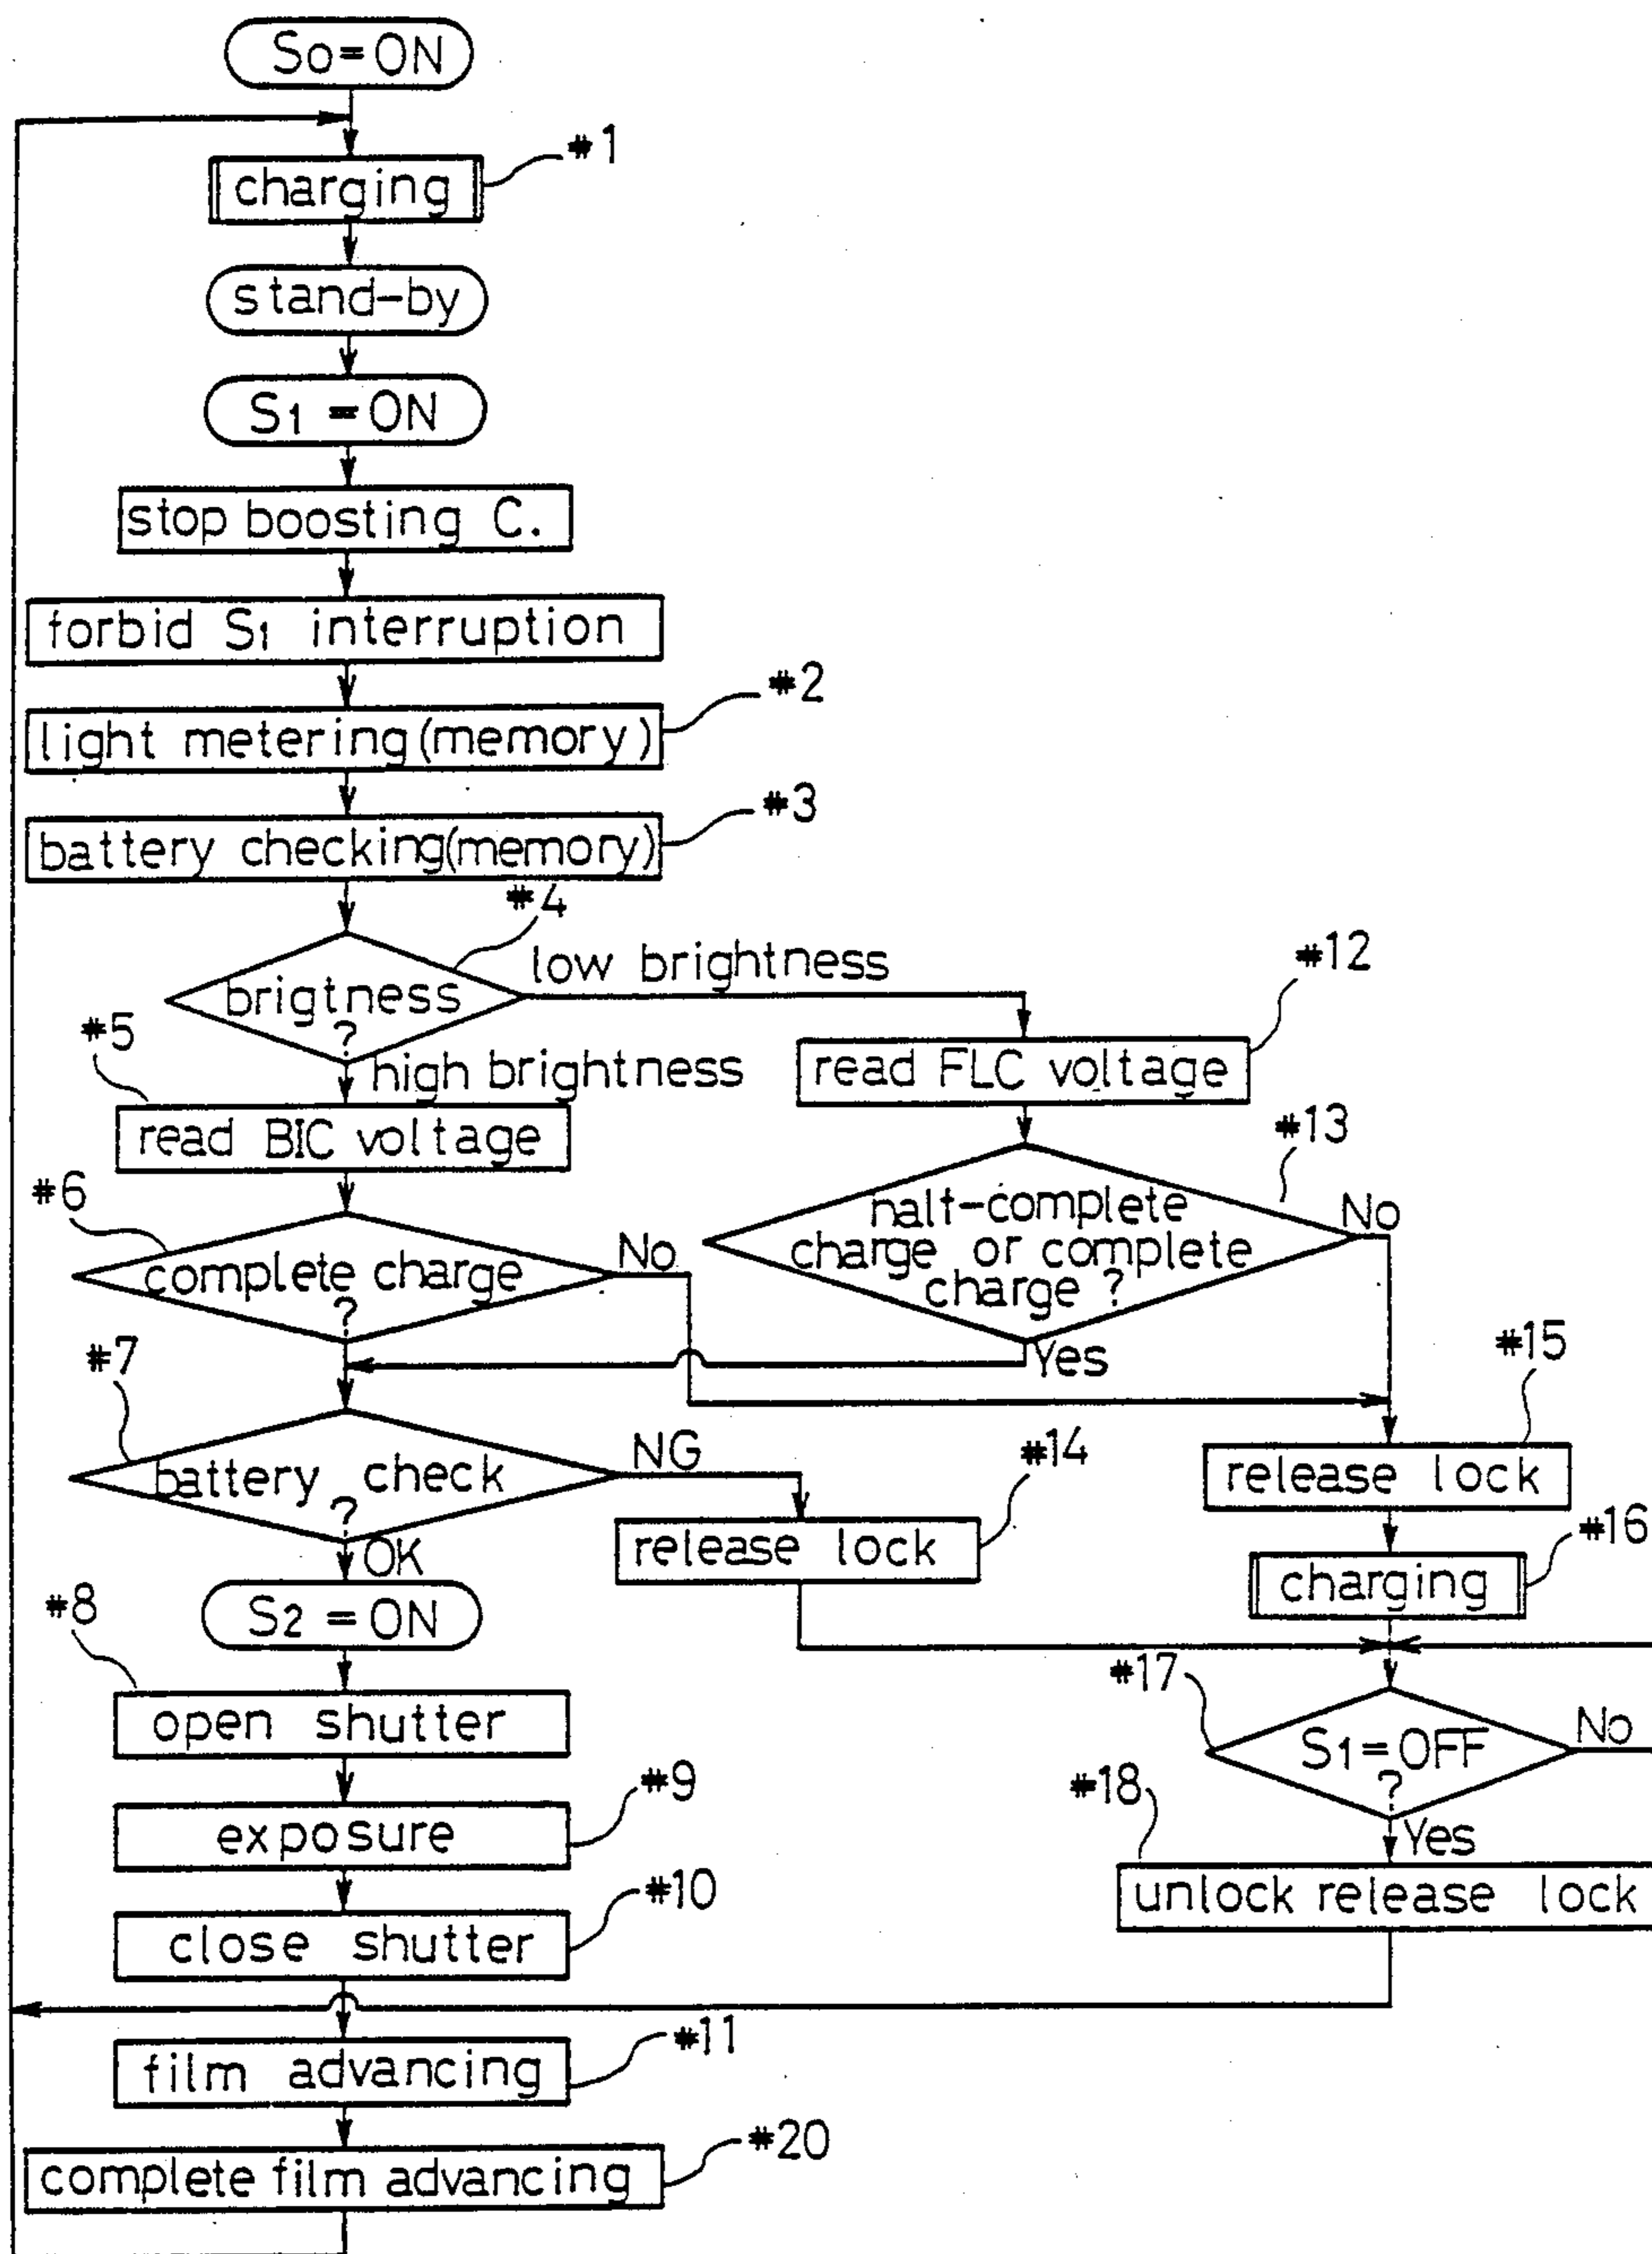 So=ON
#1
charging
stand-by
S1 = ON
stop boosting C.
forbid S1 interruption
#2
light metering(memory)
#3
battery checking(memory)
#4
low brightness
brigtness
?
#12
#5
high brightness
read FLC voltage
read BIC voltage
#13
#6
nalt-complete
charge or complete
charge ?
No
No
complete charge
?
Yes
#7
#15
NG
#14
battery check
?
release lock
OK
release lock
#16
charging
S2 = ON
#8
#17
open shutter
S1=OFF
?
No
#9
#18
exposure
Yes
unlock release lock
#10
close shutter
#11
film advancing
#20
complete film advancing